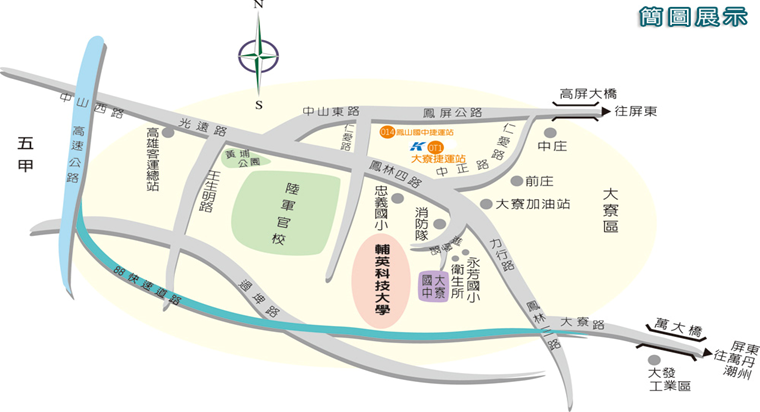 簡圖展示
N
S
高屏大橋
往屏東
中山西路
光遠路
中山東路
鳳屏公路
五甲
中山高速公路
高雄客運總站
黃埔
公園
仁愛路
014 鳳山國中捷運站
OT1
大寮捷運站
仁愛路
中庄
中正路
王生明路
陸軍官校
鳳林四路
忠義國小
前庄
大寮加油站
大寮區
消防隊
力行路
輔英科技大學
永芳國小
衛生所
大寮
國中
過埤路
88快速道路
鳳林二路
大寮路
萬大橋
屏東
往萬丹
潮州
大發
工業區